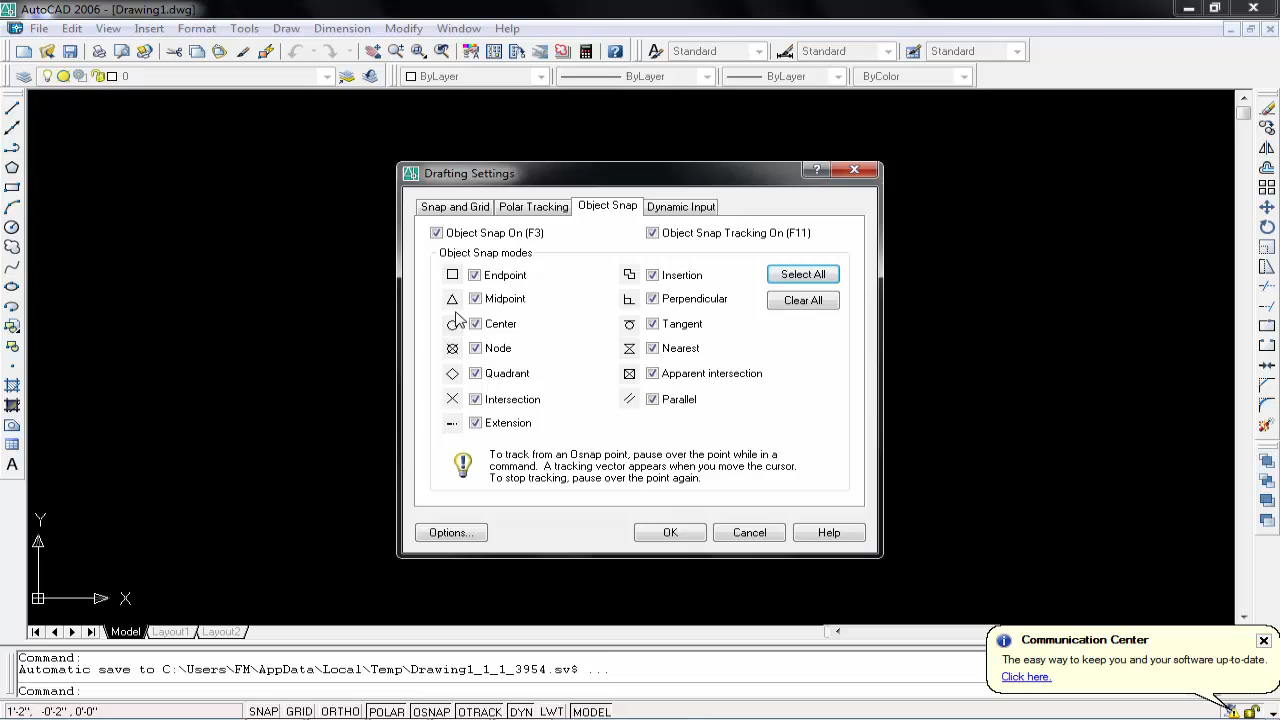 AutoCAD 2006 - [Drawing1.dwg]
File Edit View Insert Format Tools Draw Dimension Modify Window Help
Standard Standard Standard
0 ByLayer ByLayer ByLayer ByColor
Drafting Settings
Snap and Grid Polar Tracking Object Snap Dynamic Input
Object Snap On (F3) Object Snap Tracking On (F11)
Object Snap modes
Endpoint Insertion Select All
Midpoint Perpendicular Clear All
Center Tangent
Node Nearest
Quadrant Apparent intersection
Intersection Parallel
Extension
To track from an Osnap point, pause over the point while in a
command. A tracking vector appears when you move the cursor.
To stop tracking, pause over the point again.
Options... OK Cancel Help
Y
X
Model Layout1 Layout2
Command:
Automatic save to C:\Users\FM\AppData\Local\Temp\Drawing1_1_1_3954.sv$ ...
Command:
Communication Center
The easy way to keep you and your software up-to-date.
Click here.
1'-2", -0'-2", 0'-0" SNAP GRID ORTHO POLAR OSNAP OTRACK DYN LWT MODEL